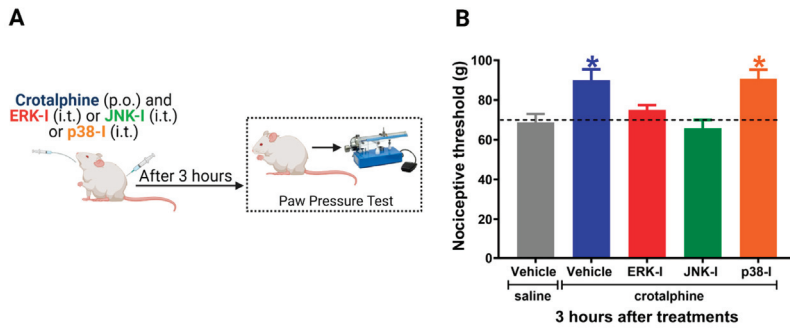 A
Crotalphine (p.o.) and
ERK-I (i.t.) or JNK-I (i.t.)
or p38-I (i.t.)
After 3 hours
Paw Pressure Test
B
Nociceptive threshold (g)
100
80
60
40
20
0
*
*
Vehicle Vehicle ERK-I JNK-I p38-I
saline crotalphine
3 hours after treatments